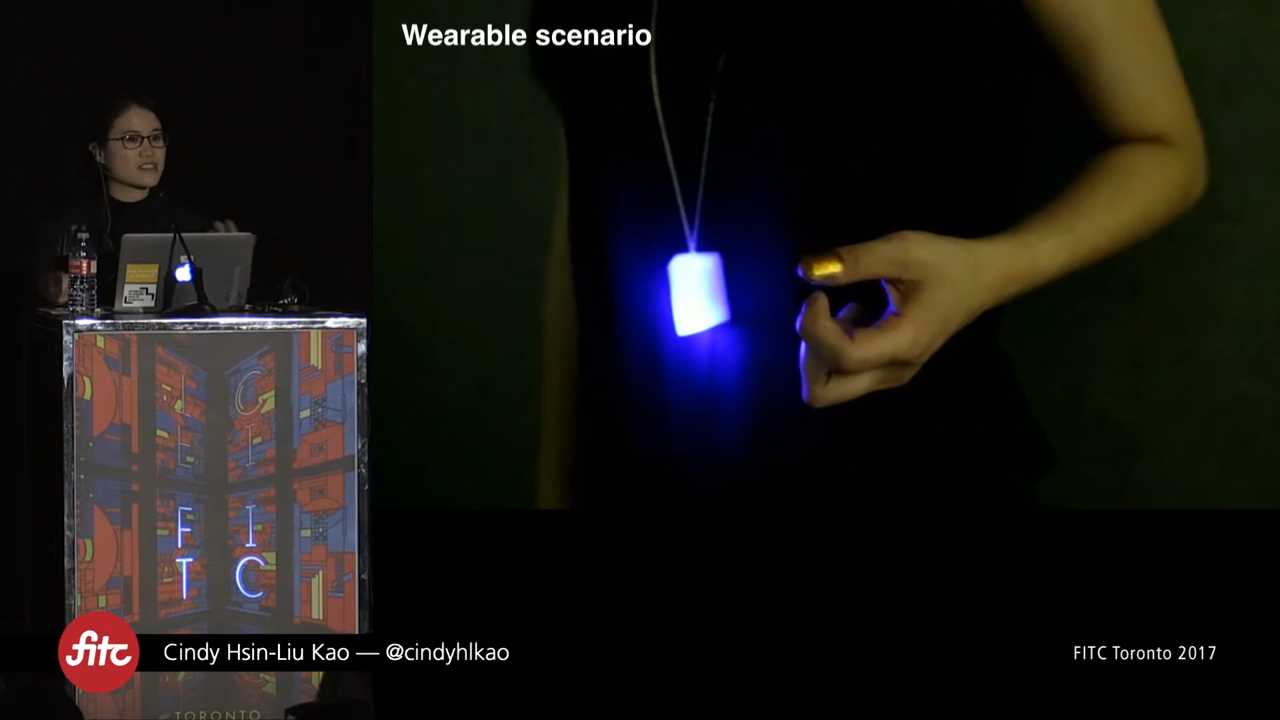 Wearable scenario
I C
E I
F I
T C
fitc
Cindy Hsin-Liu Kao — @cindyhlkao
FITC Toronto 2017
TORONTO